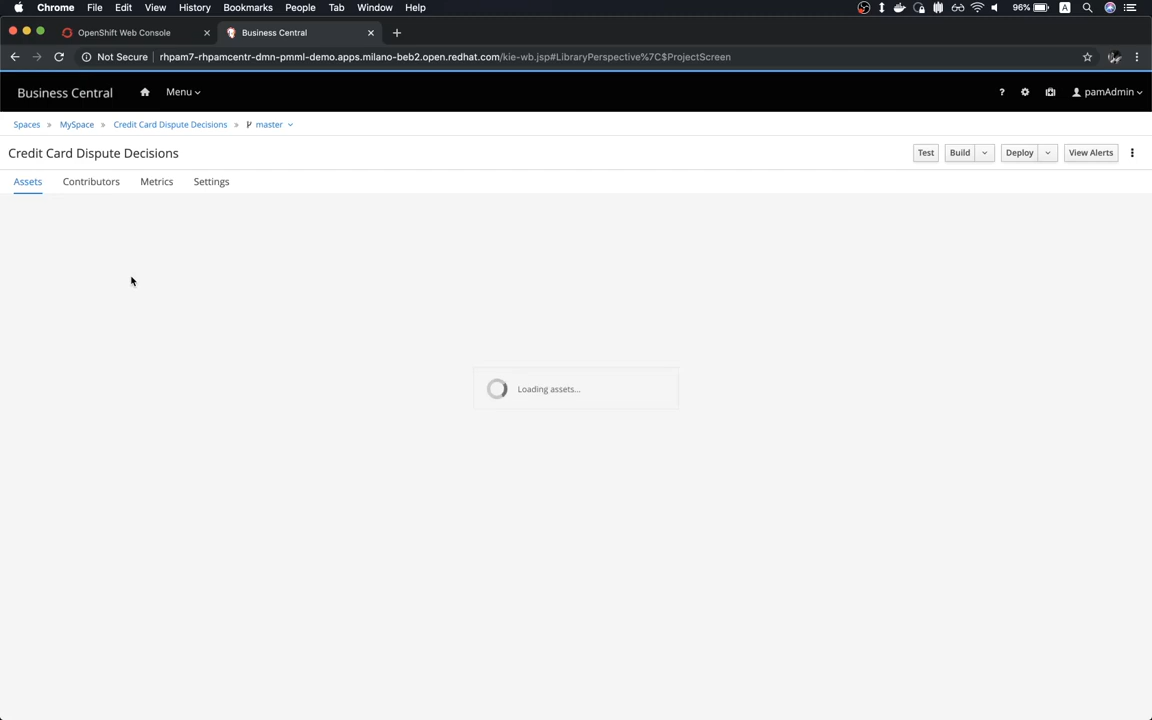 Chrome File Edit View History Bookmarks People Tab Window Help 96% A
OpenShift Web Console Business Central
Not Secure rhpam7-rhpamcentr-dmn-pmml-demo.apps.milano-beb2.open.redhat.com/kie-wb.jsp#LibraryPerspective%7C$ProjectScreen
Business Central Menu ? pamAdmin
Spaces » MySpace » Credit Card Dispute Decisions » master
Credit Card Dispute Decisions Test Build Deploy View Alerts
Assets Contributors Metrics Settings
Loading assets...